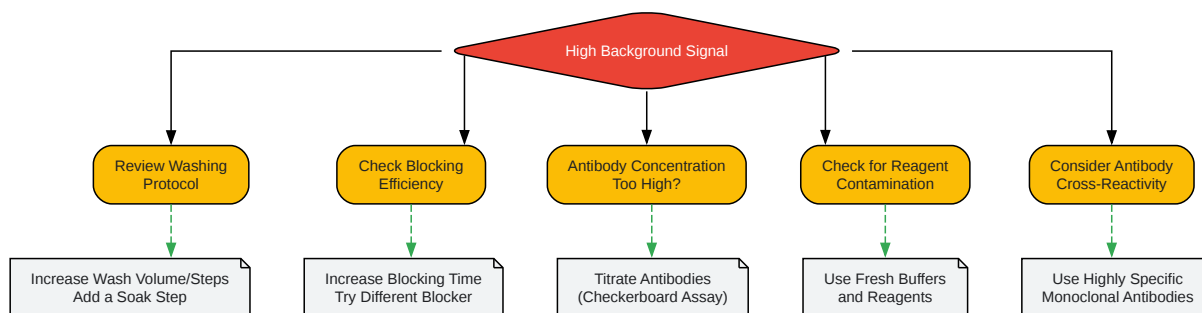 High Background Signal
Review Washing
Protocol
Check Blocking
Efficiency
Antibody Concentration
Too High?
Check for Reagent
Contamination
Consider Antibody
Cross-Reactivity
Increase Wash Volume/Steps
Add a Soak Step
Increase Blocking Time
Try Different Blocker
Titrate Antibodies
(Checkerboard Assay)
Use Fresh Buffers
and Reagents
Use Highly Specific
Monoclonal Antibodies